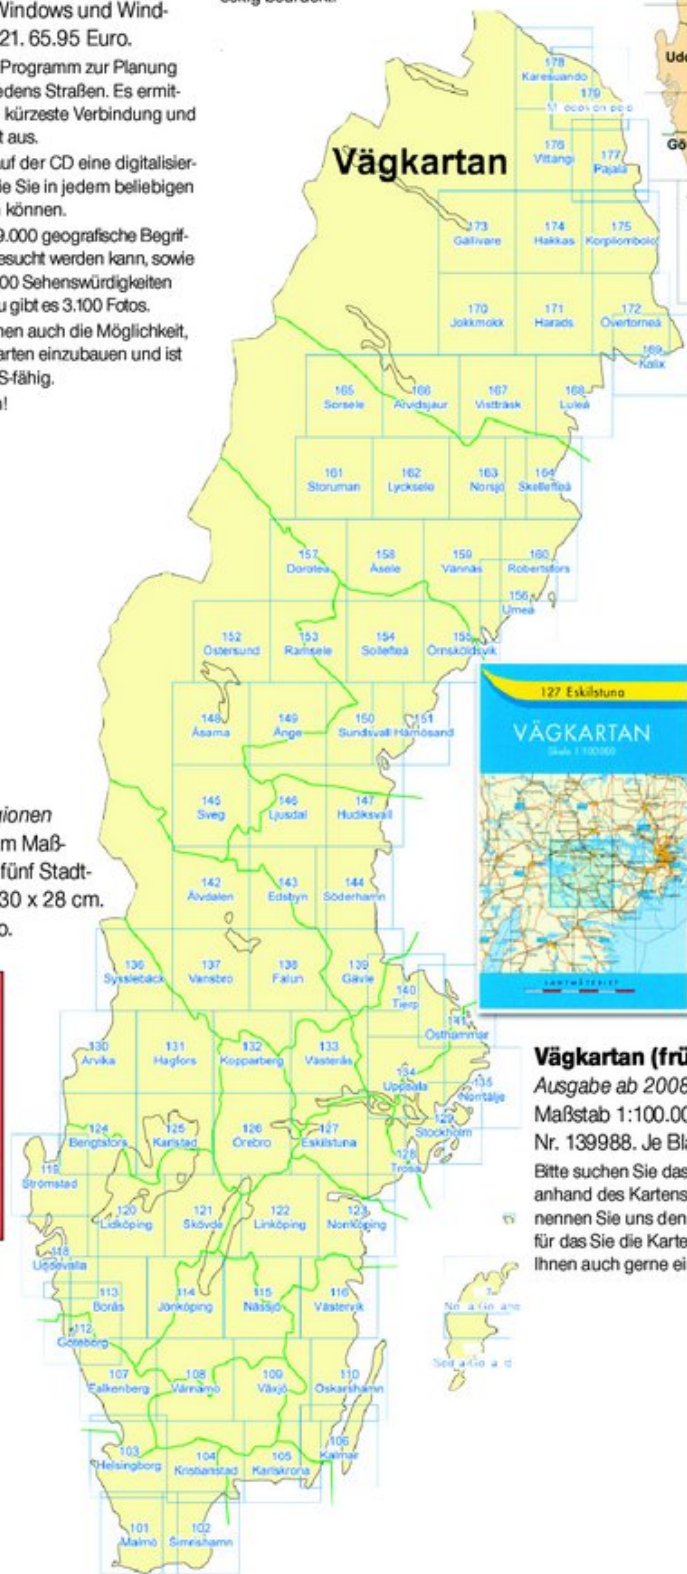 Windows und Wind-
21. 65.95 Euro.
Programm zur Planung
edens Straßen. Es ermit-
kürzeste Verbindung und
t aus.
auf der CD eine digitalisier-
ie Sie in jedem beliebigen
können.
9.000 geografische Begrif-
esucht werden kann, sowie
00 Sehenswürdigkeiten
u gibt es 3.100 Fotos.
nen auch die Möglichkeit,
arten einzubauen und ist
S-fähig.
!
Vägkartan
178
Karesuando
179
176
Vittangi
177
Pajala
173
Gällivare
174
Hakkas
175
Korpilombolo
170
Jokkmokk
171
Harads
172
Övertorneå
169
Kalix
165
Sorsele
166
Arvidsjaur
167
Vistträsk
168
Luleå
161
Storuman
162
Lycksele
163
Norsjö
164
Skellefteå
157
Dorotea
158
Åsele
159
Vännäs
160
Robertsfors
156
Umeå
152
Östersund
153
Ramsele
154
Sollefteå
155
Örnsköldsvik
148
Åsarna
149
Ånge
150
Sundsvall
151
Härnösand
145
Sveg
146
Ljusdal
147
Hudiksvall
142
Älvdalen
143
Edsbyn
144
Söderhamn
136
Sysslebäck
137
Vansbro
138
Falun
139
Gävle
140
Tierp
141
Östhammar
130
Arvika
131
Hagfors
132
Kopparberg
133
Västerås
134
Uppsala
135
Norrtälje
124
Bengtsfors
125
Karlstad
126
Örebro
127
Eskilstuna
129
Stockholm
128
Trosa
119
Strömstad
120
Lidköping
121
Skövde
122
Linköping
123
Norrköping
118
Uddevalla
113
Borås
114
Jönköping
115
Nässjö
116
Västervik
112
Göteborg
107
Falkenberg
108
Värnamo
109
Växjö
110
Oskarshamn
103
Helsingborg
104
Kristianstad
105
Karlskrona
106
Kalmar
101
Malmö
102
Simrishamn
gionen
m Maß-
fünf Stadt-
30 x 28 cm.
o.
127 Eskilstuna
VÄGKARTAN
Skala 1:100000
LANTMÄTERIET
Vägkartan (frü
Ausgabe ab 2008
Maßstab 1:100.00
Nr. 139988. Je Bla
Bitte suchen Sie das
anhand des Kartens
nennen Sie uns den
für das Sie die Karte
Ihnen auch gerne ei
Udd
Gö